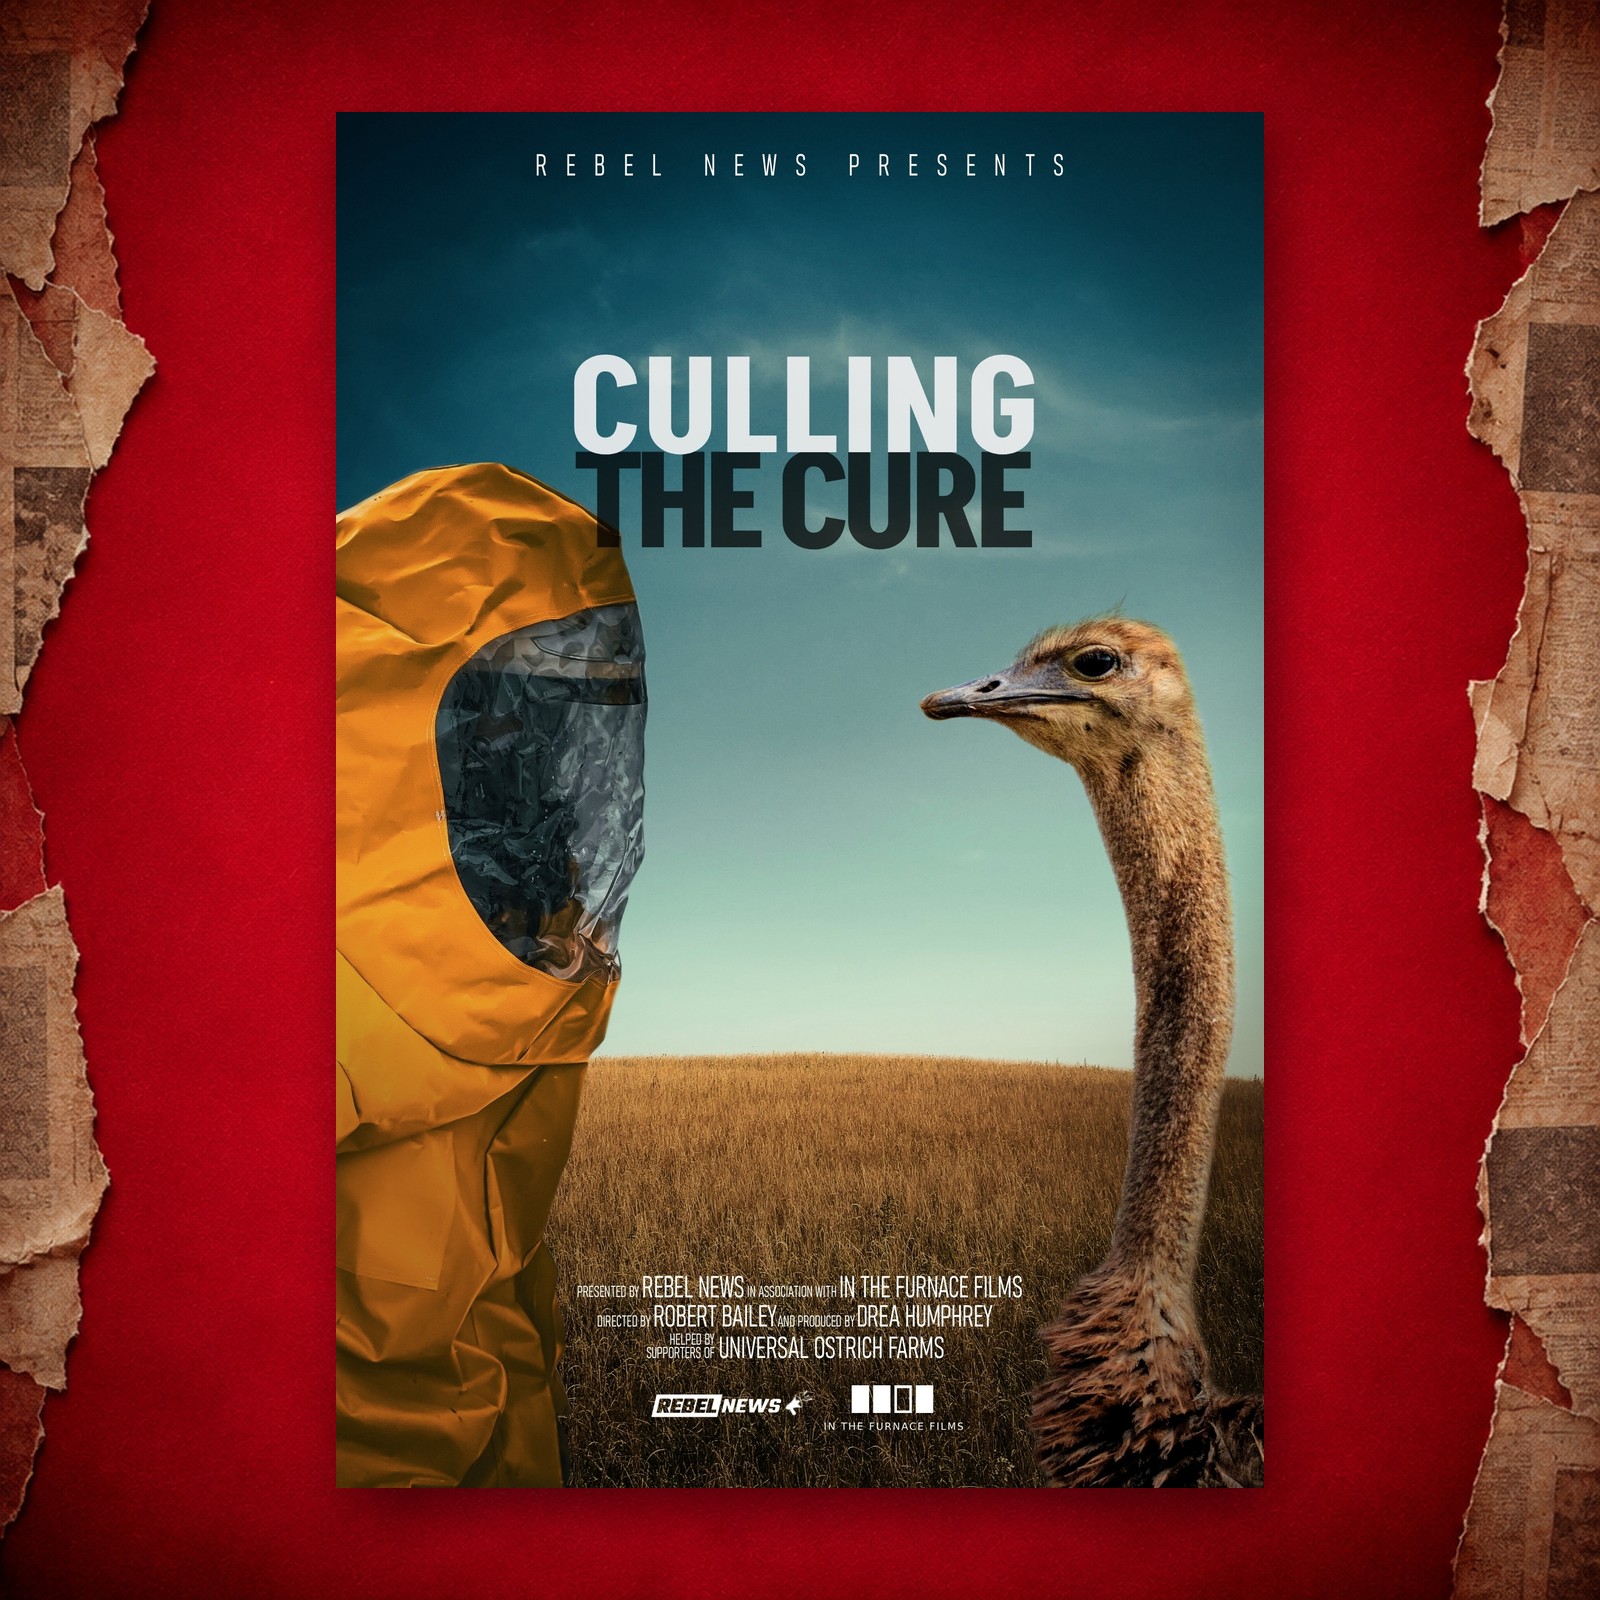 REBEL NEWS PRESENTS
CULLING
THE CURE
PRESENTED BY REBEL NEWS IN ASSOCIATION WITH IN THE FURNACE FILMS
DIRECTED BY ROBERT BAILEY AND PRODUCED BY DREA HUMPHREY
HELPED BY
SUPPORTERS OF UNIVERSAL OSTRICH FARMS
REBEL NEWS
IN THE FURNACE FILMS